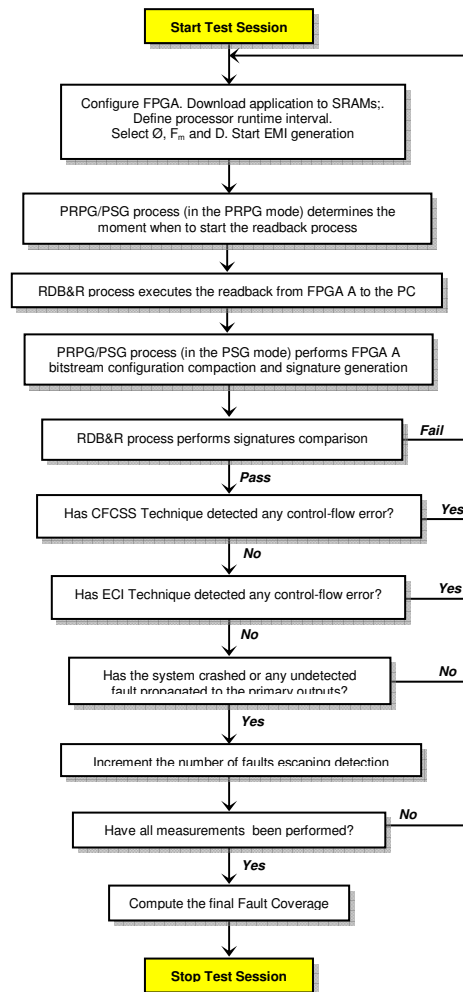 Start Test Session
Configure FPGA. Download application to SRAMs;.
Define processor runtime interval.
Select Ø, Fm and D. Start EMI generation
PRPG/PSG process (in the PRPG mode) determines the
moment when to start the readback process
RDB&R process executes the readback from FPGA A to the PC
PRPG/PSG process (in the PSG mode) performs FPGA A
bitstream configuration compaction and signature generation
RDB&R process performs signatures comparison
Fail
Pass
Has CFCSS Technique detected any control-flow error?
Yes
No
Has ECI Technique detected any control-flow error?
Yes
No
Has the system crashed or any undetected
fault propagated to the primary outputs?
No
Yes
Increment the number of faults escaping detection
Have all measurements been performed?
No
Yes
Compute the final Fault Coverage
Stop Test Session